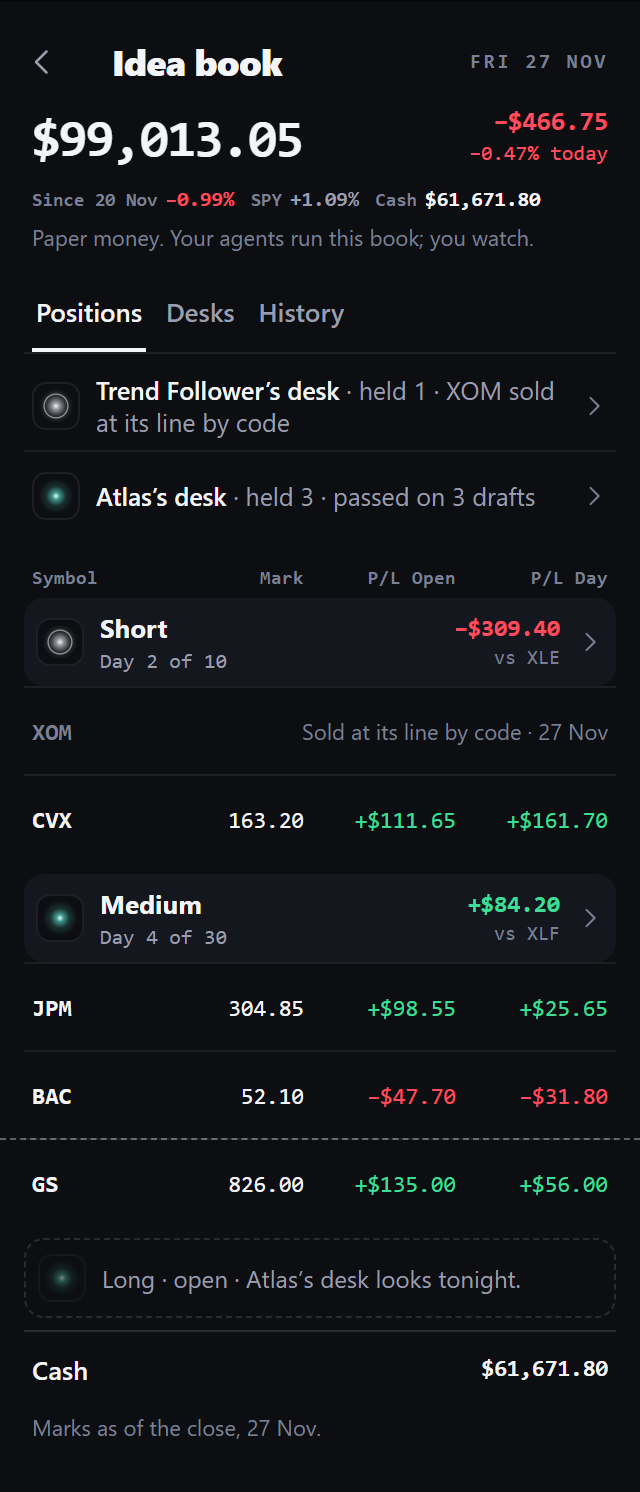 Idea book
FRI 27 NOV
$99,013.05
−$466.75
−0.47% today
Since 20 Nov −0.99% SPY +1.09% Cash $61,671.80
Paper money. Your agents run this book; you watch.
Positions Desks History
Trend Follower’s desk · held 1 · XOM sold
at its line by code
Atlas’s desk · held 3 · passed on 3 drafts
Symbol Mark P/L Open P/L Day
Short −$309.40
Day 2 of 10 vs XLE
XOM Sold at its line by code · 27 Nov
CVX 163.20 +$111.65 +$161.70
Medium +$84.20
Day 4 of 30 vs XLF
JPM 304.85 +$98.55 +$25.65
BAC 52.10 −$47.70 −$31.80
GS 826.00 +$135.00 +$56.00
Long · open · Atlas’s desk looks tonight.
Cash $61,671.80
Marks as of the close, 27 Nov.